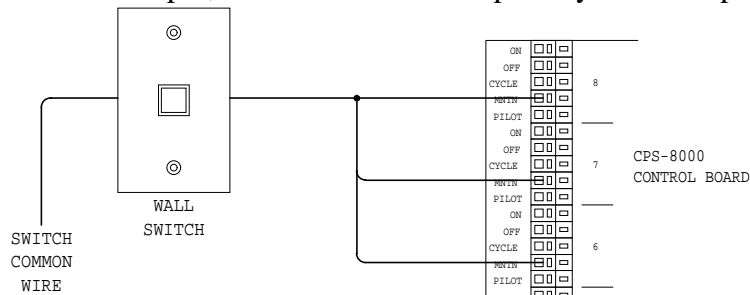 ON
OFF
CYCLE
MNTN
PILOT
8
ON
OFF
CYCLE
MNTN
PILOT
7
ON
OFF
CYCLE
MNTN
PILOT
6
CPS-8000
CONTROL BOARD
WALL
SWITCH
SWITCH
COMMON
WIRE